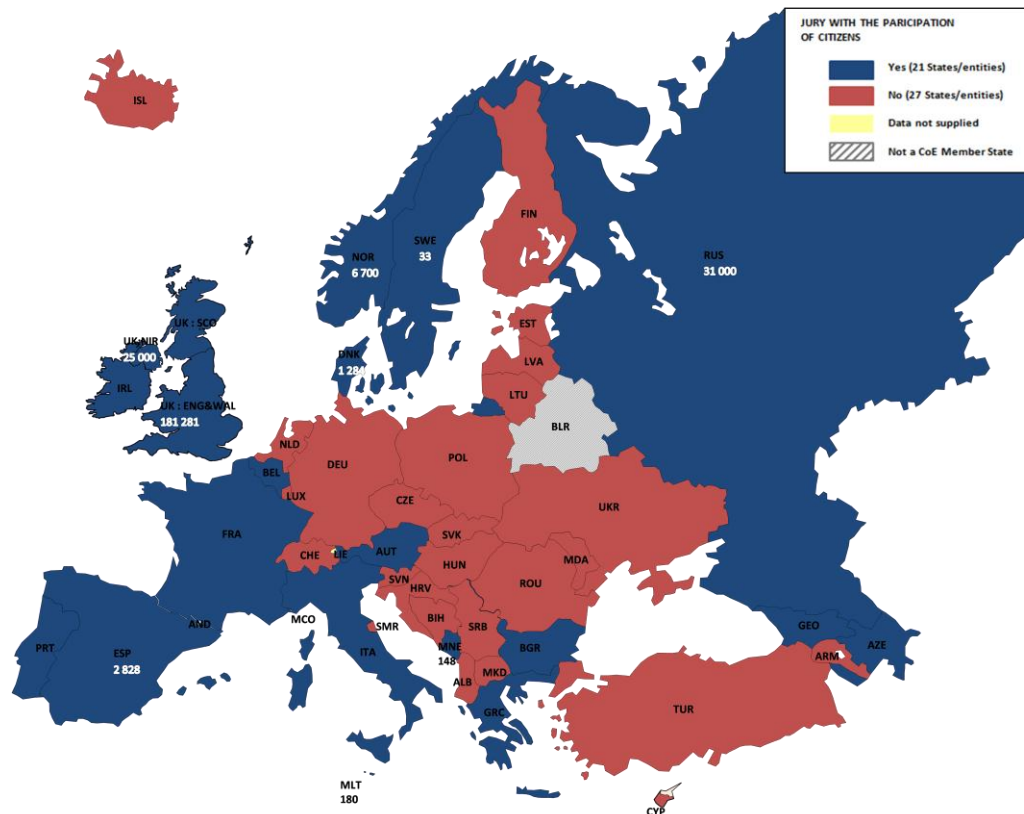 JURY WITH THE PARICIPATION
OF CITIZENS
Yes (21 States/entities)
No (27 States/entities)
Data not supplied
Not a CoE Member State
ISL
FIN
SWE
33
NOR
6 700
RUS
31 000
UK : SCO
EST
UK:NIR
25 000
DNK
1 284
LVA
IRL
LTU
UK : ENG&WAL
181 281
BLR
NLD
DEU
POL
BEL
LUX
CZE
UKR
FRA
SVK
CHE
LIE
AUT
HUN
MDA
SVN
HRV
ROU
AND
MCO
SMR
BIH
SRB
GEO
PRT
ESP
2 828
ITA
MNE
148
BGR
AZE
ARM
ALB
MKD
GRC
TUR
MLT
180
CYP